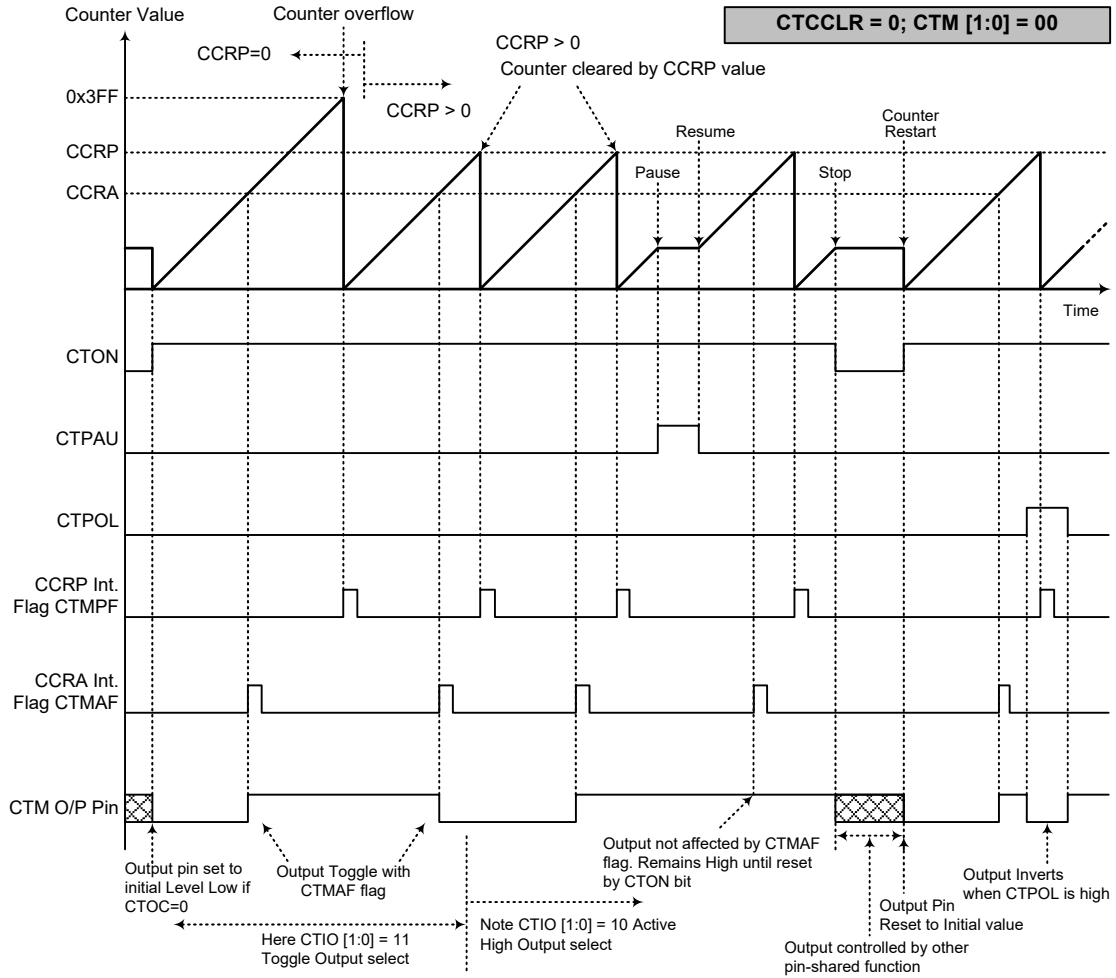 Counter Value
Counter overflow
CTCCLR = 0; CTM [1:0] = 00
CCRP=0
CCRP > 0
CCRP > 0
Counter cleared by CCRP value
0x3FF
CCRP
CCRA
Pause
Resume
Stop
Counter
Restart
Time
CTON
CTPAU
CTPOL
CCRP Int.
Flag CTMPF
CCRA Int.
Flag CTMAF
CTM O/P Pin
Output pin set to
initial Level Low if
CTOC=0
Output Toggle with
CTMAF flag
Here CTIO [1:0] = 11
Toggle Output select
Note CTIO [1:0] = 10 Active
High Output select
Output not affected by CTMAF
flag. Remains High until reset
by CTON bit
Output controlled by other
pin-shared function
Output Pin
Reset to Initial value
Output Inverts
when CTPOL is high